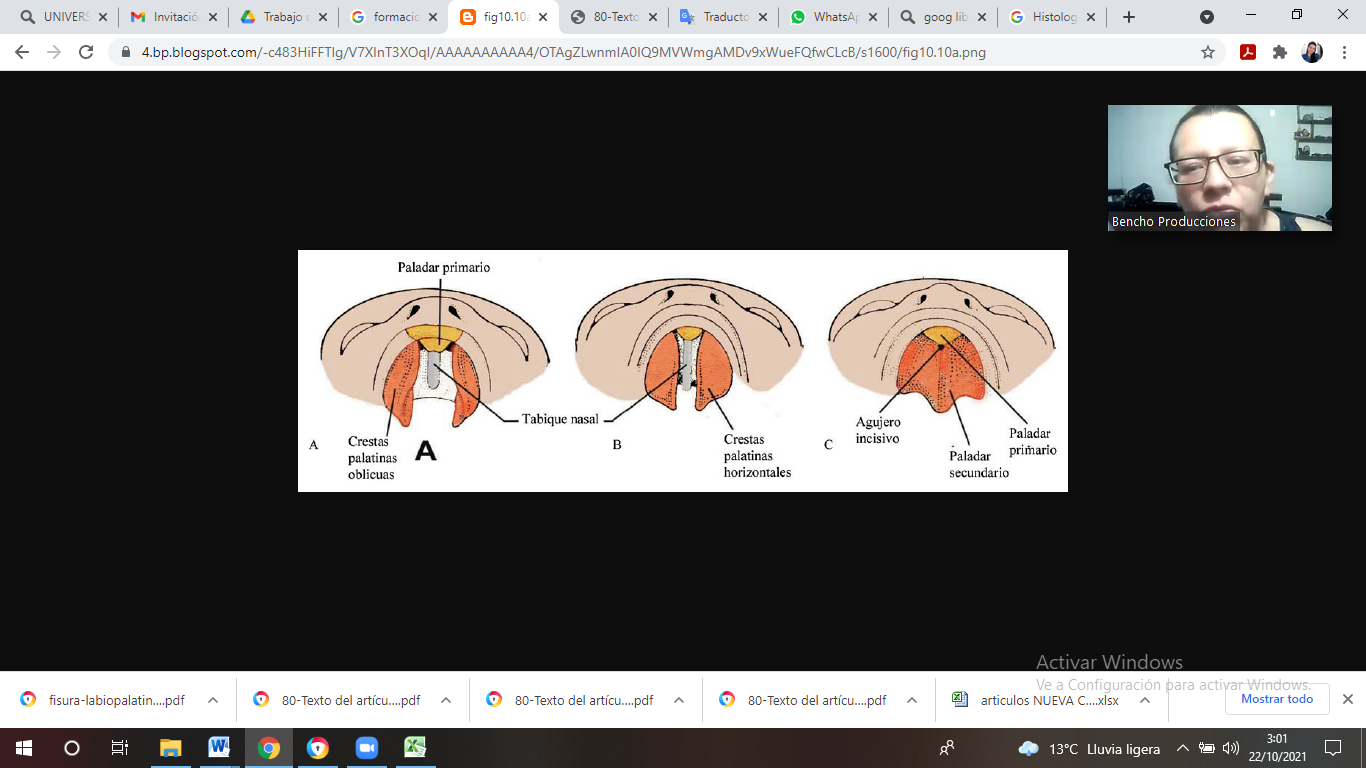 UNIVERS
Invitació
Trabajo
formacio
fig10.10a
80-Texto
Traducto
WhatsAp
goog lib
Histolog
4.bp.blogspot.com/-c483HiFFTIg/V7XInT3XOqI/AAAAAAAAAA4/OTAgZLwnmIA0IQ9MVWmgAMDv9xWueFQfwCLcB/s1600/fig10.10a.png
Bencho Producciones
Paladar primario
Tabique nasal
A
Crestas
palatinas
oblicuas
A
B
Crestas
palatinas
horizontales
C
Agujero
incisivo
Paladar
secundario
Paladar
primario
Activar Windows
Ve a Configuración para activar Windows.
fisura-labiopalatin....pdf
80-Texto del artícu....pdf
80-Texto del artícu....pdf
80-Texto del artícu....pdf
articulos NUEVA C....xlsx
Mostrar todo
13°C Lluvia ligera
3:01
22/10/2021